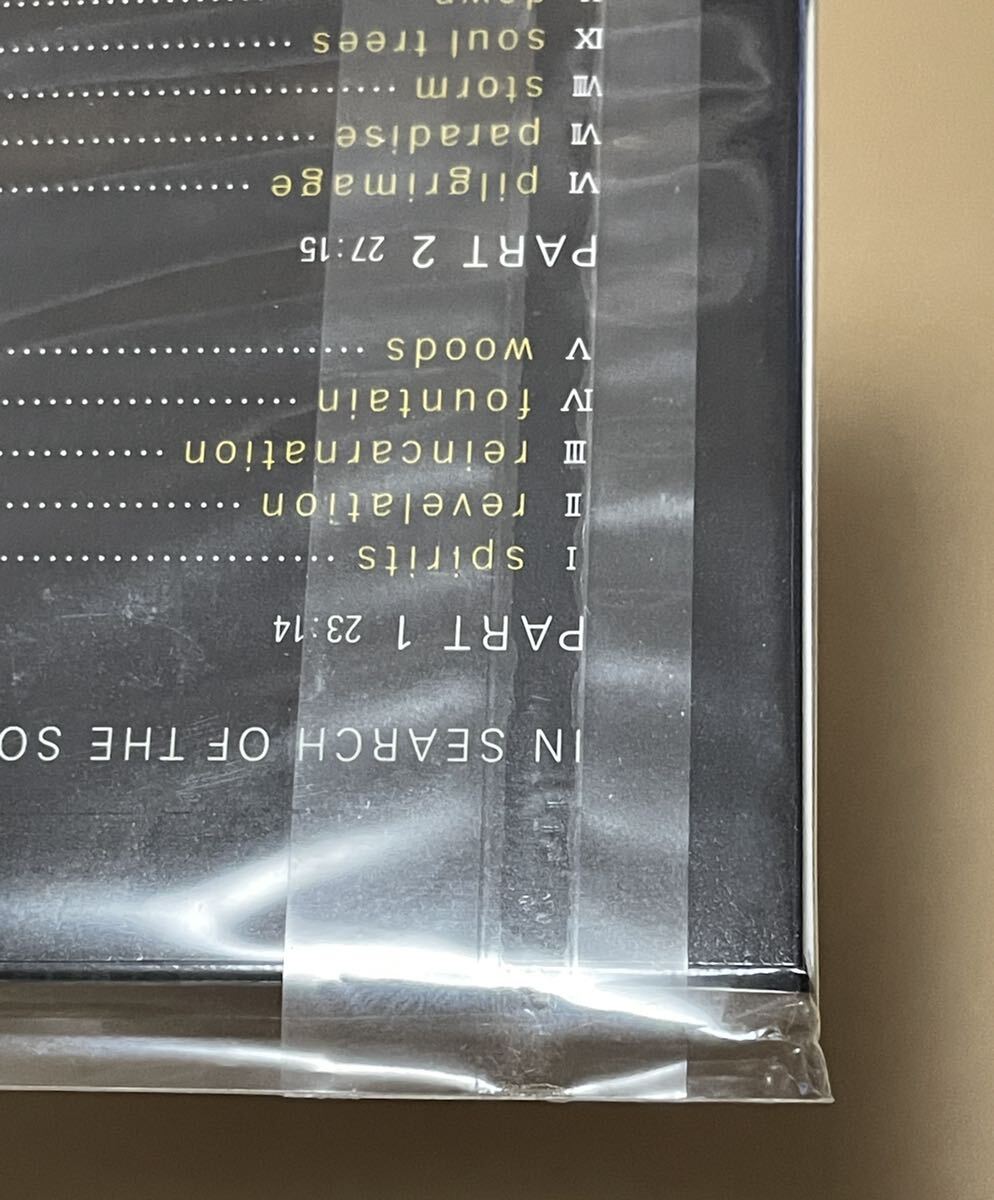 IN SEARCH OF THE SO
PART 1 23:14
I spirits ..............................
II revelation ....................
III reincarnation ...............
IV fountain .........................
V woods ..............................
PART 2 27:15
VI pilgrimage .....................
VII paradise .........................
VIII storm ..............................
IX soul trees .........................